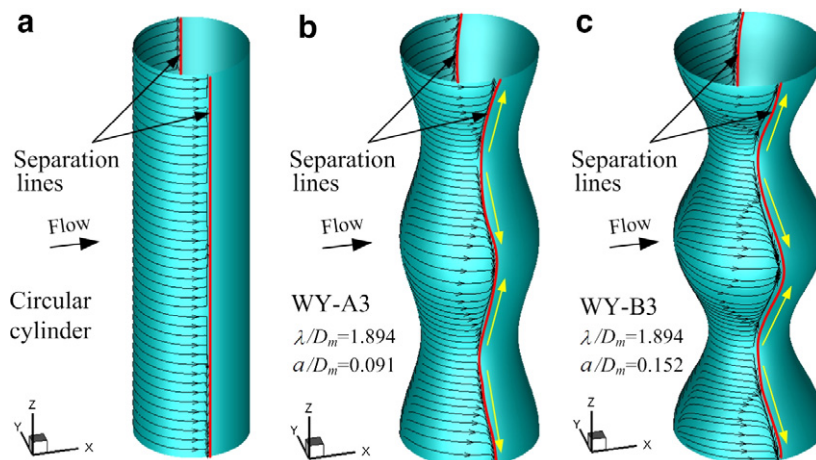 a
Separation
lines
Flow
Circular
cylinder
Z
Y
X
b
Separation
lines
Flow
WY-A3
λ/Dm=1.894
a/Dm=0.091
Z
Y
X
c
Separation
lines
Flow
WY-B3
λ/Dm=1.894
a/Dm=0.152
Z
Y
X